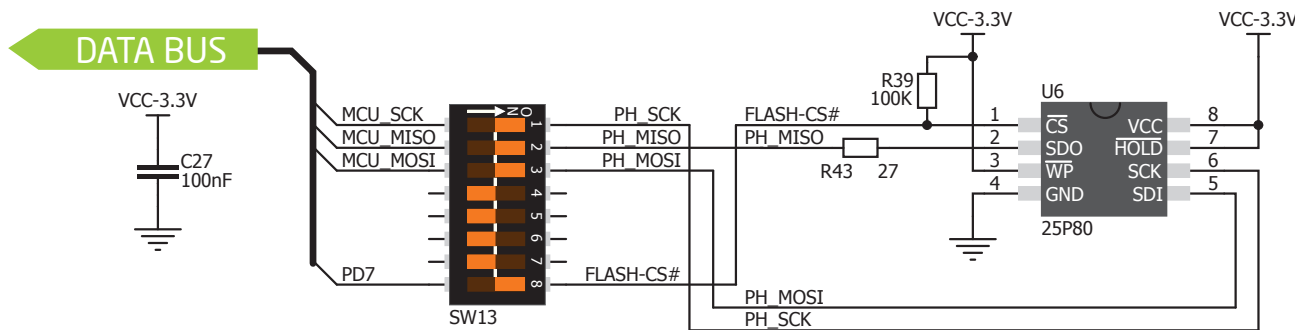 DATA BUS
VCC-3.3V
C27
100nF
MCU_SCK
MCU_MISO
MCU_MOSI
PD7
ON
1
2
3
4
5
6
7
8
SW13
PH_SCK
PH_MISO
PH_MOSI
FLASH-CS#
FLASH-CS#
PH_MISO
R43 27
R39
100K
VCC-3.3V
VCC-3.3V
U6
1 CS VCC 8
2 SDO HOLD 7
3 WP SCK 6
4 GND SDI 5
25P80
PH_MOSI
PH_SCK